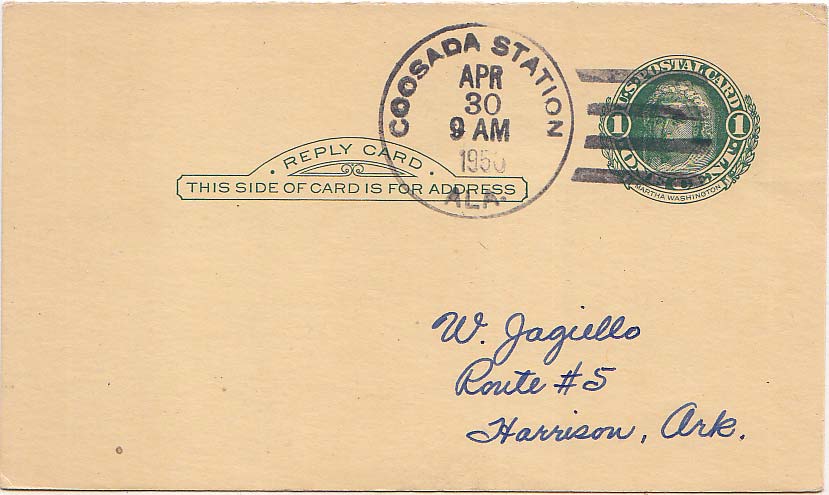 COOSADA STATION
APR
30
9 AM
1950
ALA.
U.S. POSTAL CARD
1 1
ONE CENT
MARTHA WASHINGTON
· REPLY CARD ·
THIS SIDE OF CARD IS FOR ADDRESS
W. Jagiello
Route #5
Harrison, Ark.